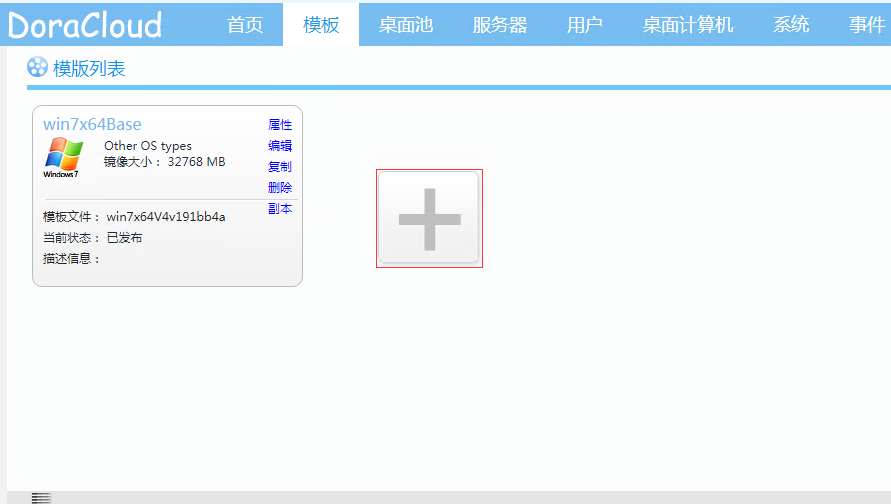 DoraCloud 首页 模板 桌面池 服务器 用户 桌面计算机 系统 事件
模版列表
win7x64Base 属性
Other OS types 编辑
镜像大小： 32768 MB 复制
Windows7 删除
副本
模板文件： win7x64V4v191bb4a
当前状态： 已发布
描述信息：